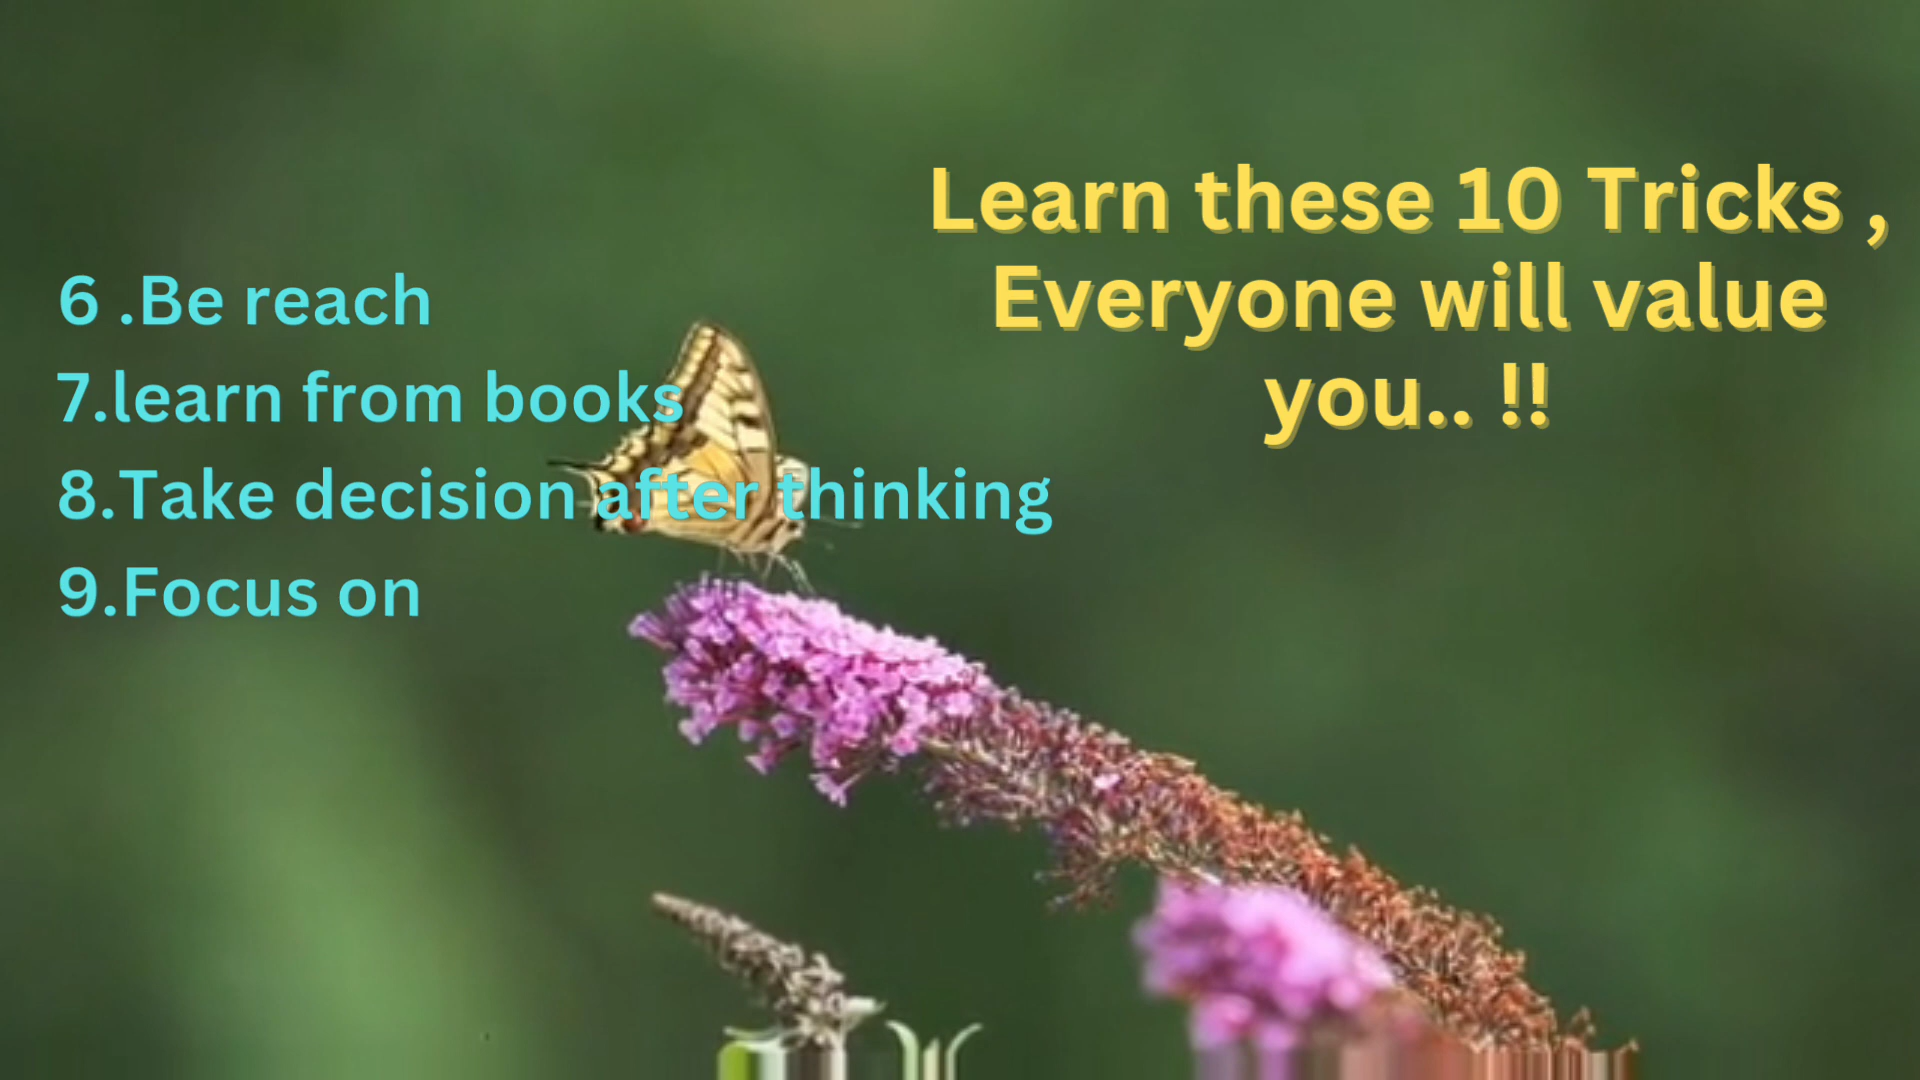 Learn these 10 Tricks ,
Everyone will value
you.. !!
6 .Be reach
7.learn from books
8.Take decision after thinking
9.Focus on